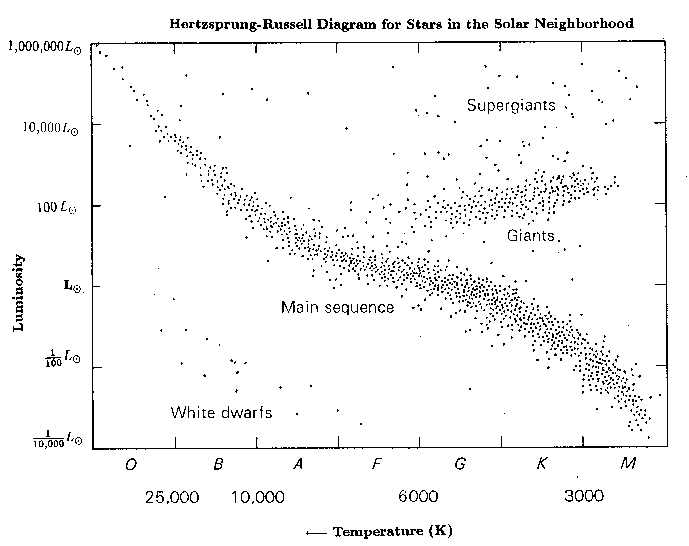 Hertzsprung-Russell Diagram for Stars in the Solar Neighborhood
1,000,000L⊙
10,000L⊙
100L⊙
L⊙
1/100 L⊙
1/10,000 L⊙
Luminosity
Supergiants
Giants
Main sequence
White dwarfs
O B A F G K M
25,000 10,000 6000 3000
← Temperature (K)